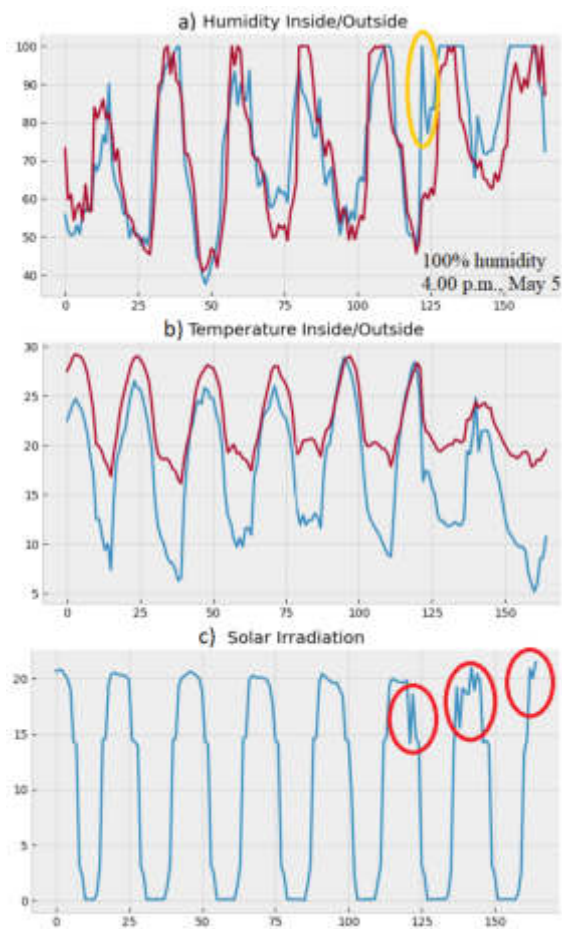 a) Humidity Inside/Outside
100
90
80
70
60
50
40
100% humidity
4.00 p.m., May 5
0 25 50 75 100 125 150
b) Temperature Inside/Outside
30
25
20
15
10
5
0 25 50 75 100 125 150
c) Solar Irradiation
20
15
10
5
0
0 25 50 75 100 125 150